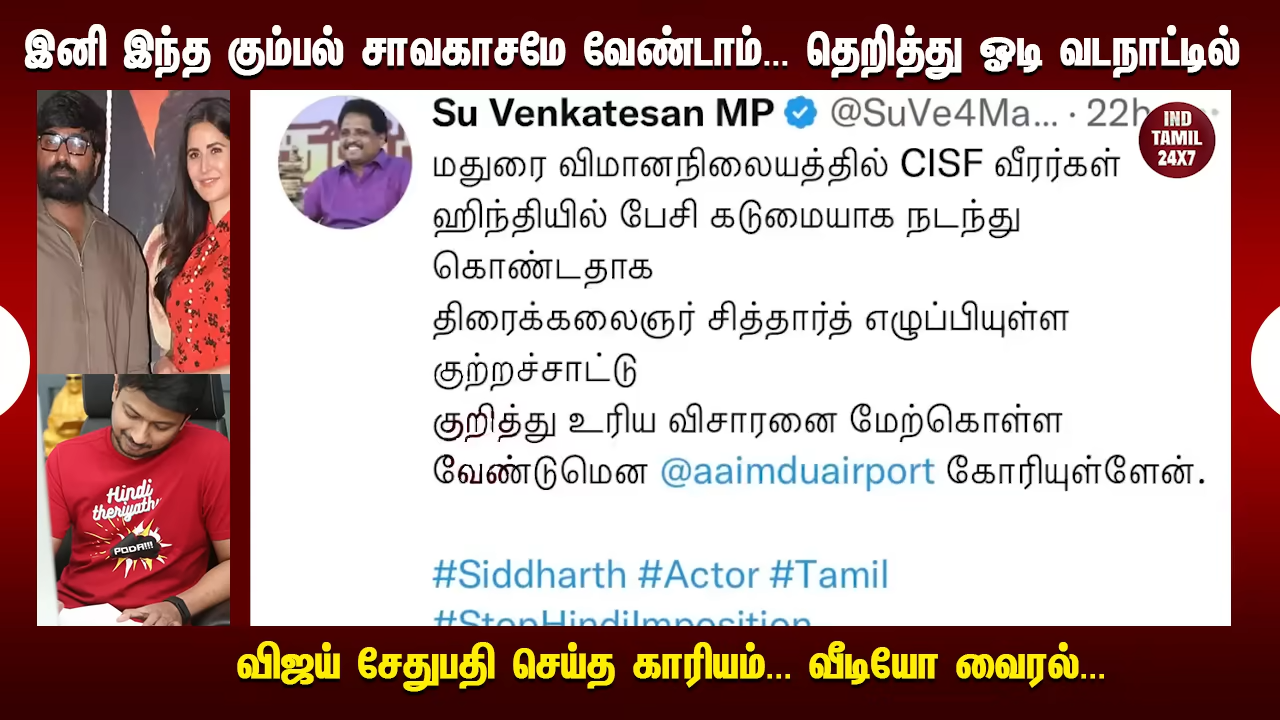 இனி இந்த கும்பல் சாவகாசமே வேண்டாம்... தெறித்து ஓடி வடநாட்டில்
Su Venkatesan MP @SuVe4Ma... · 22h
IND
TAMIL
24X7
மதுரை விமானநிலையத்தில் CISF வீரர்கள்
ஹிந்தியில் பேசி கடுமையாக நடந்து
கொண்டதாக
திரைக்கலைஞர் சித்தார்த் எழுப்பியுள்ள
குற்றச்சாட்டு
குறித்து உரிய விசாரனை மேற்கொள்ள
வேண்டுமென @aaimduairport கோரியுள்ளேன்.
#Siddharth #Actor #Tamil
#StopHindiImposition
Hindi
theriyathu
PODA!!!
விஜய் சேதுபதி செய்த காரியம்... வீடியோ வைரல்...